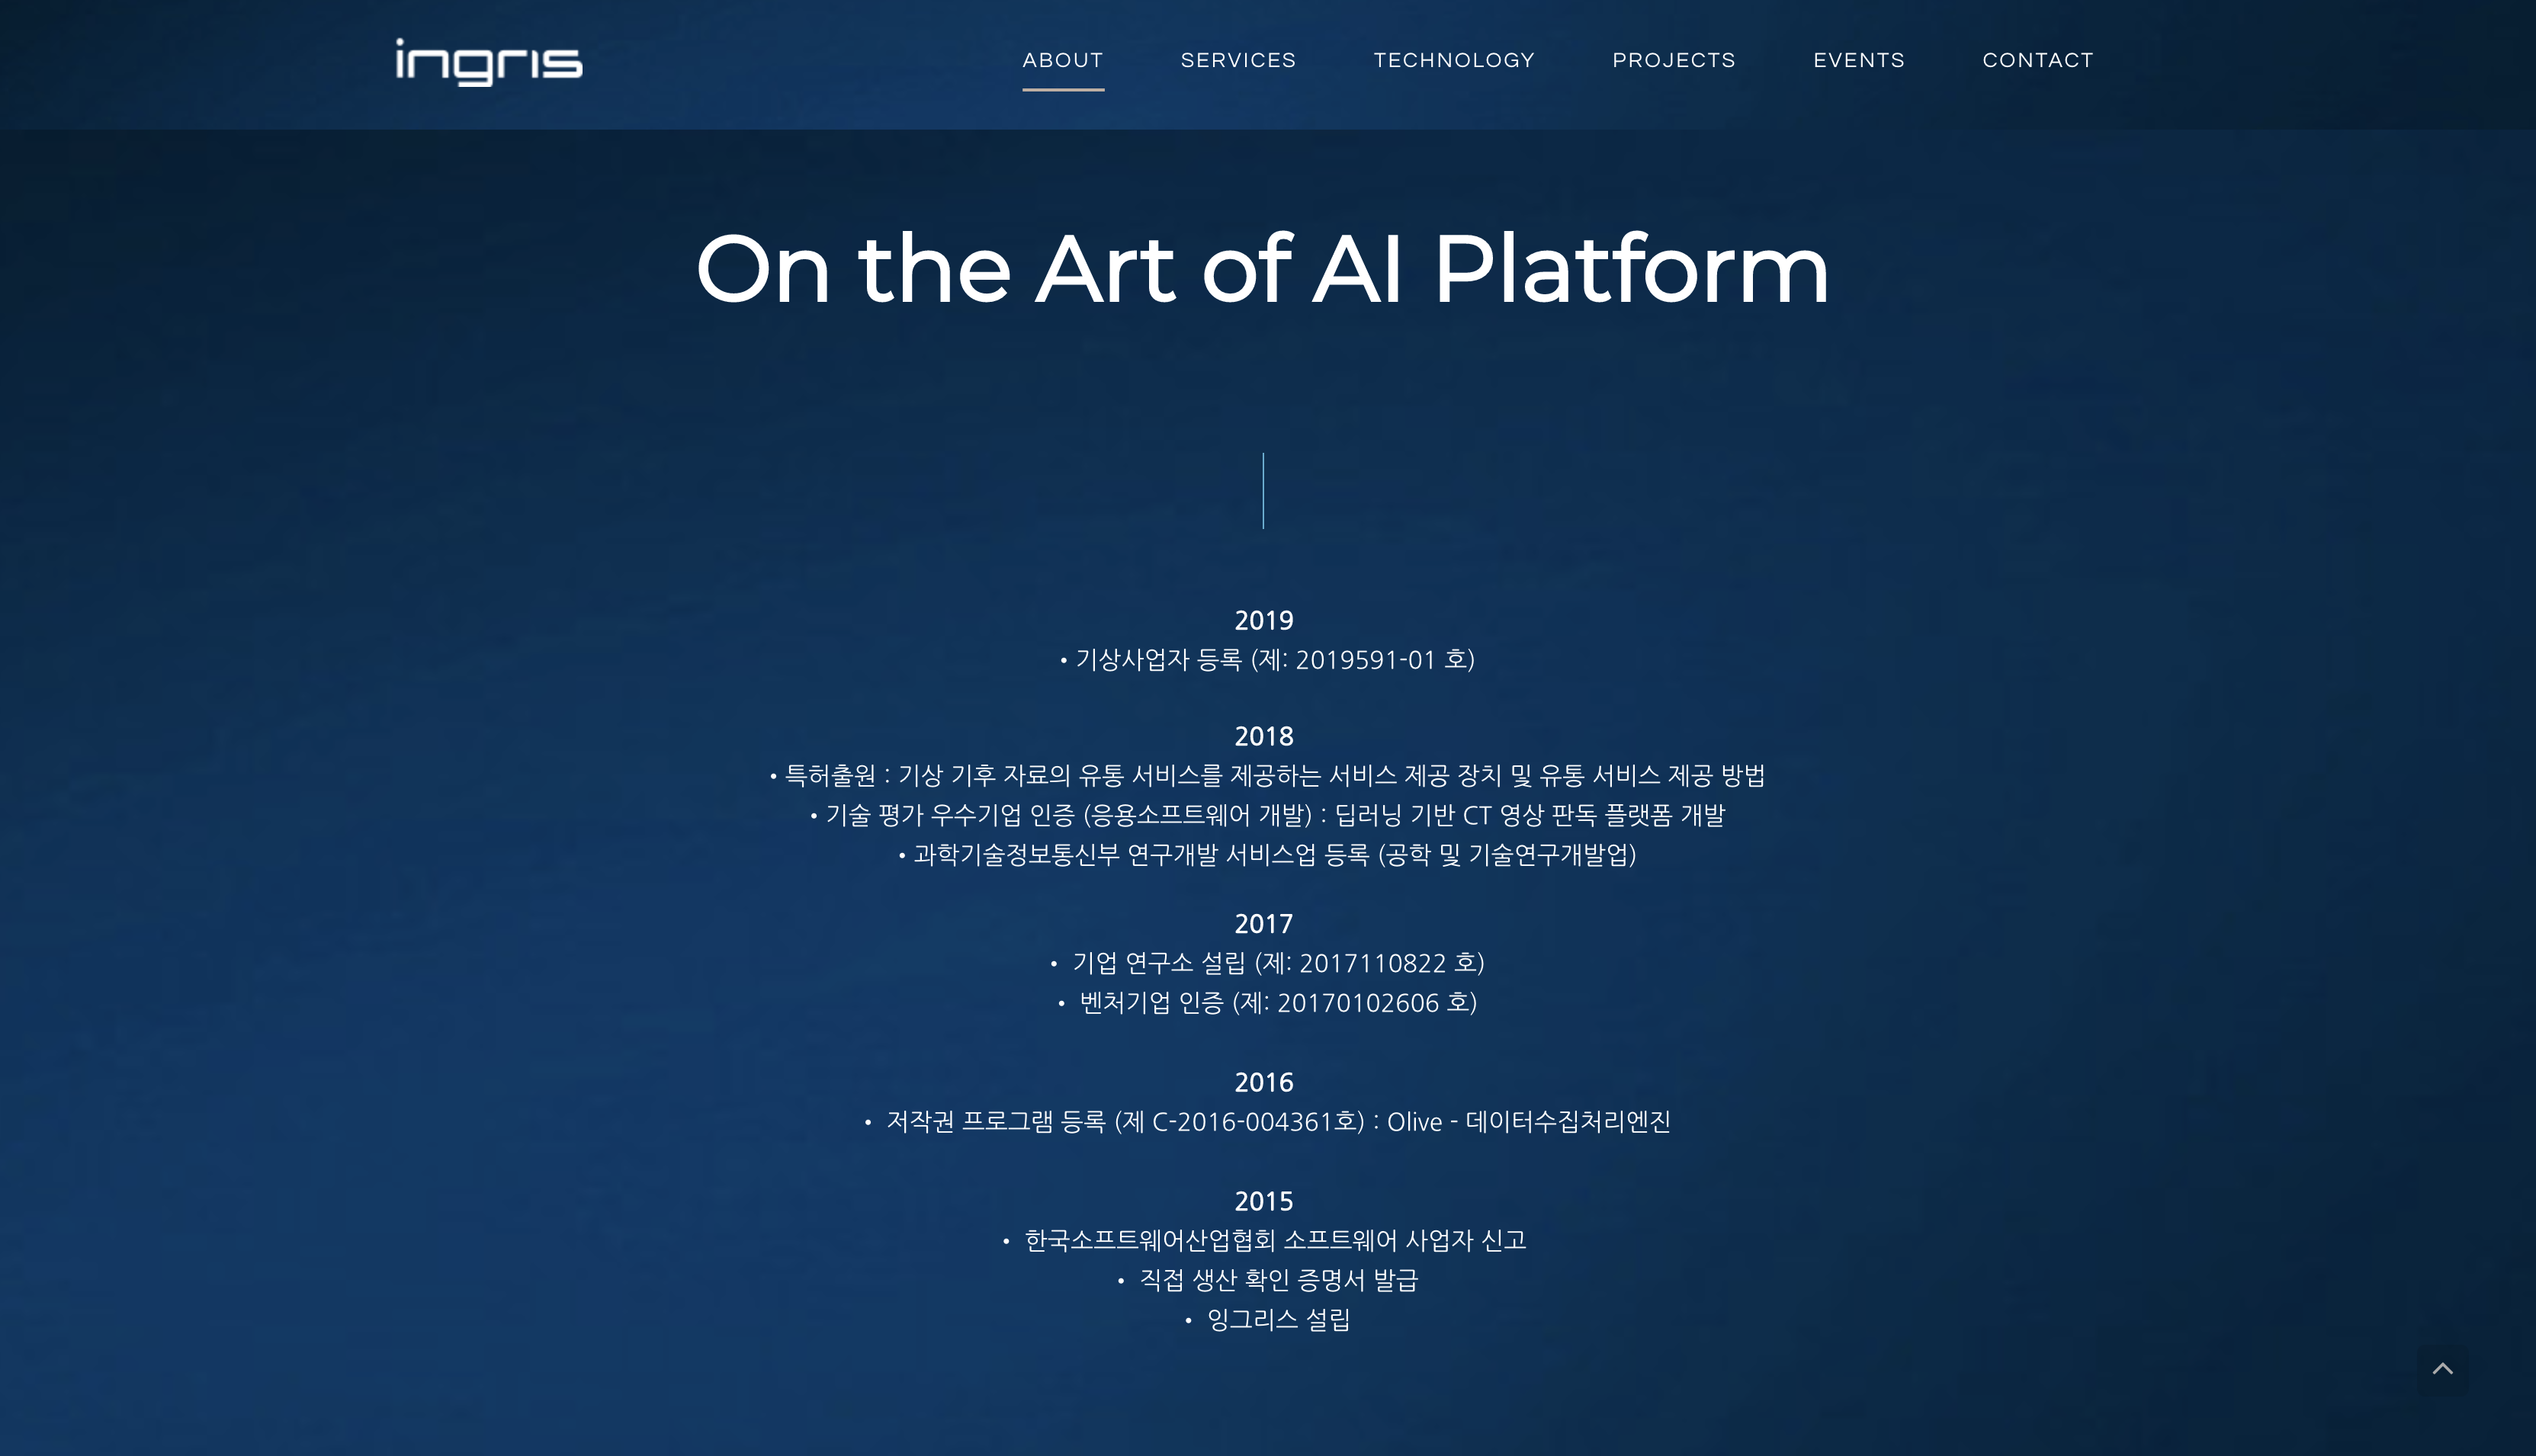 ingris
ABOUT SERVICES TECHNOLOGY PROJECTS EVENTS CONTACT
On the Art of AI Platform
2019
• 기상사업자 등록 (제: 2019591-01 호)
2018
• 특허출원 : 기상 기후 자료의 유통 서비스를 제공하는 서비스 제공 장치 및 유통 서비스 제공 방법
• 기술 평가 우수기업 인증 (응용소프트웨어 개발) : 딥러닝 기반 CT 영상 판독 플랫폼 개발
• 과학기술정보통신부 연구개발 서비스업 등록 (공학 및 기술연구개발업)
2017
• 기업 연구소 설립 (제: 2017110822 호)
• 벤처기업 인증 (제: 20170102606 호)
2016
• 저작권 프로그램 등록 (제 C-2016-004361호) : Olive - 데이터수집처리엔진
2015
• 한국소프트웨어산업협회 소프트웨어 사업자 신고
• 직접 생산 확인 증명서 발급
• 잉그리스 설립